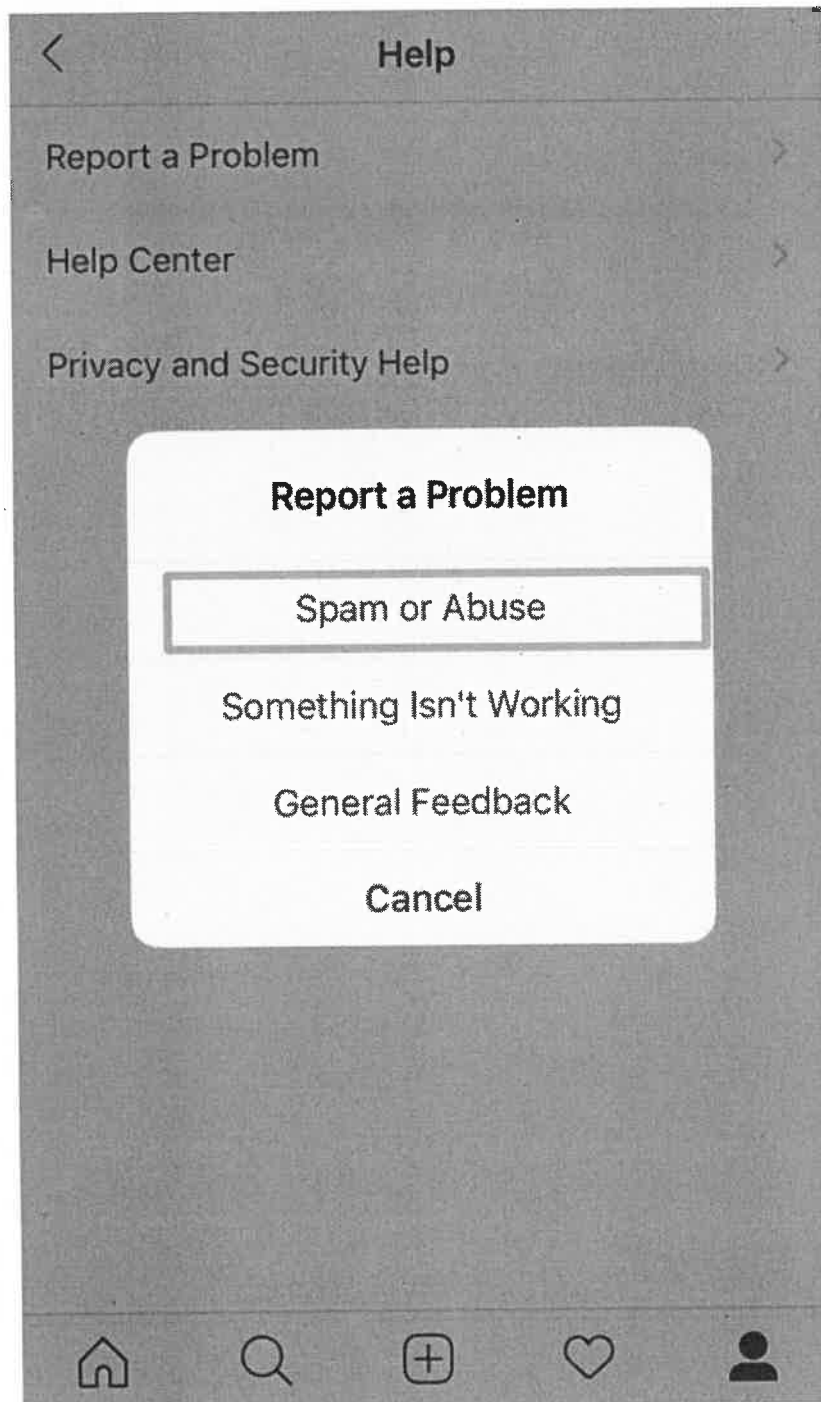 Help
Report a Problem
Help Center
Privacy and Security Help
Report a Problem
Spam or Abuse
Something Isn't Working
General Feedback
Cancel